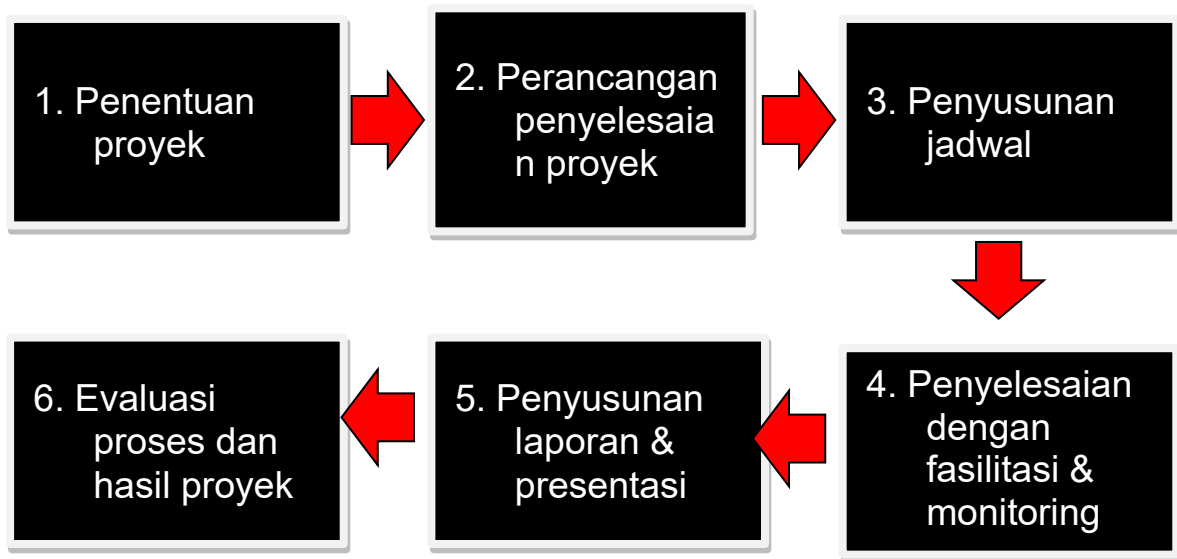 1. Penentuan
proyek
2. Perancangan
penyelesaia
n proyek
3. Penyusunan
jadwal
4. Penyelesaian
dengan
fasilitasi &
monitoring
5. Penyusunan
laporan &
presentasi
6. Evaluasi
proses dan
hasil proyek